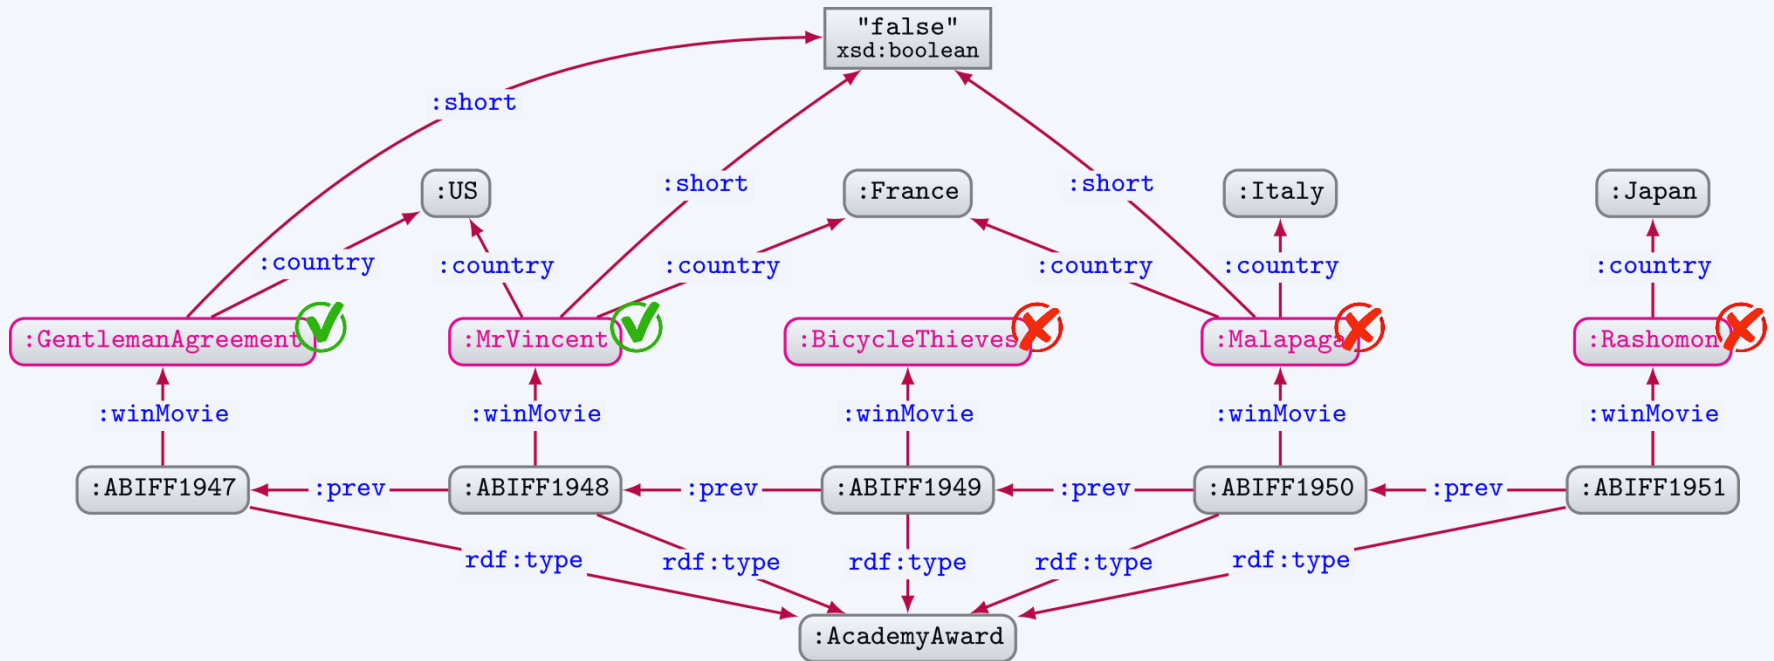 "false"
xsd:boolean
:short
:US
:short
:France
:short
:Italy
:Japan
:country
:country
:country
:country
:country
:country
:GentlemanAgreement
:MrVincent
:BicycleThieves
:Malapaga
:Rashomon
:winMovie
:winMovie
:winMovie
:winMovie
:winMovie
:ABIFF1947
:prev
:ABIFF1948
:prev
:ABIFF1949
:prev
:ABIFF1950
:prev
:ABIFF1951
rdf:type
rdf:type
rdf:type
rdf:type
rdf:type
:AcademyAward